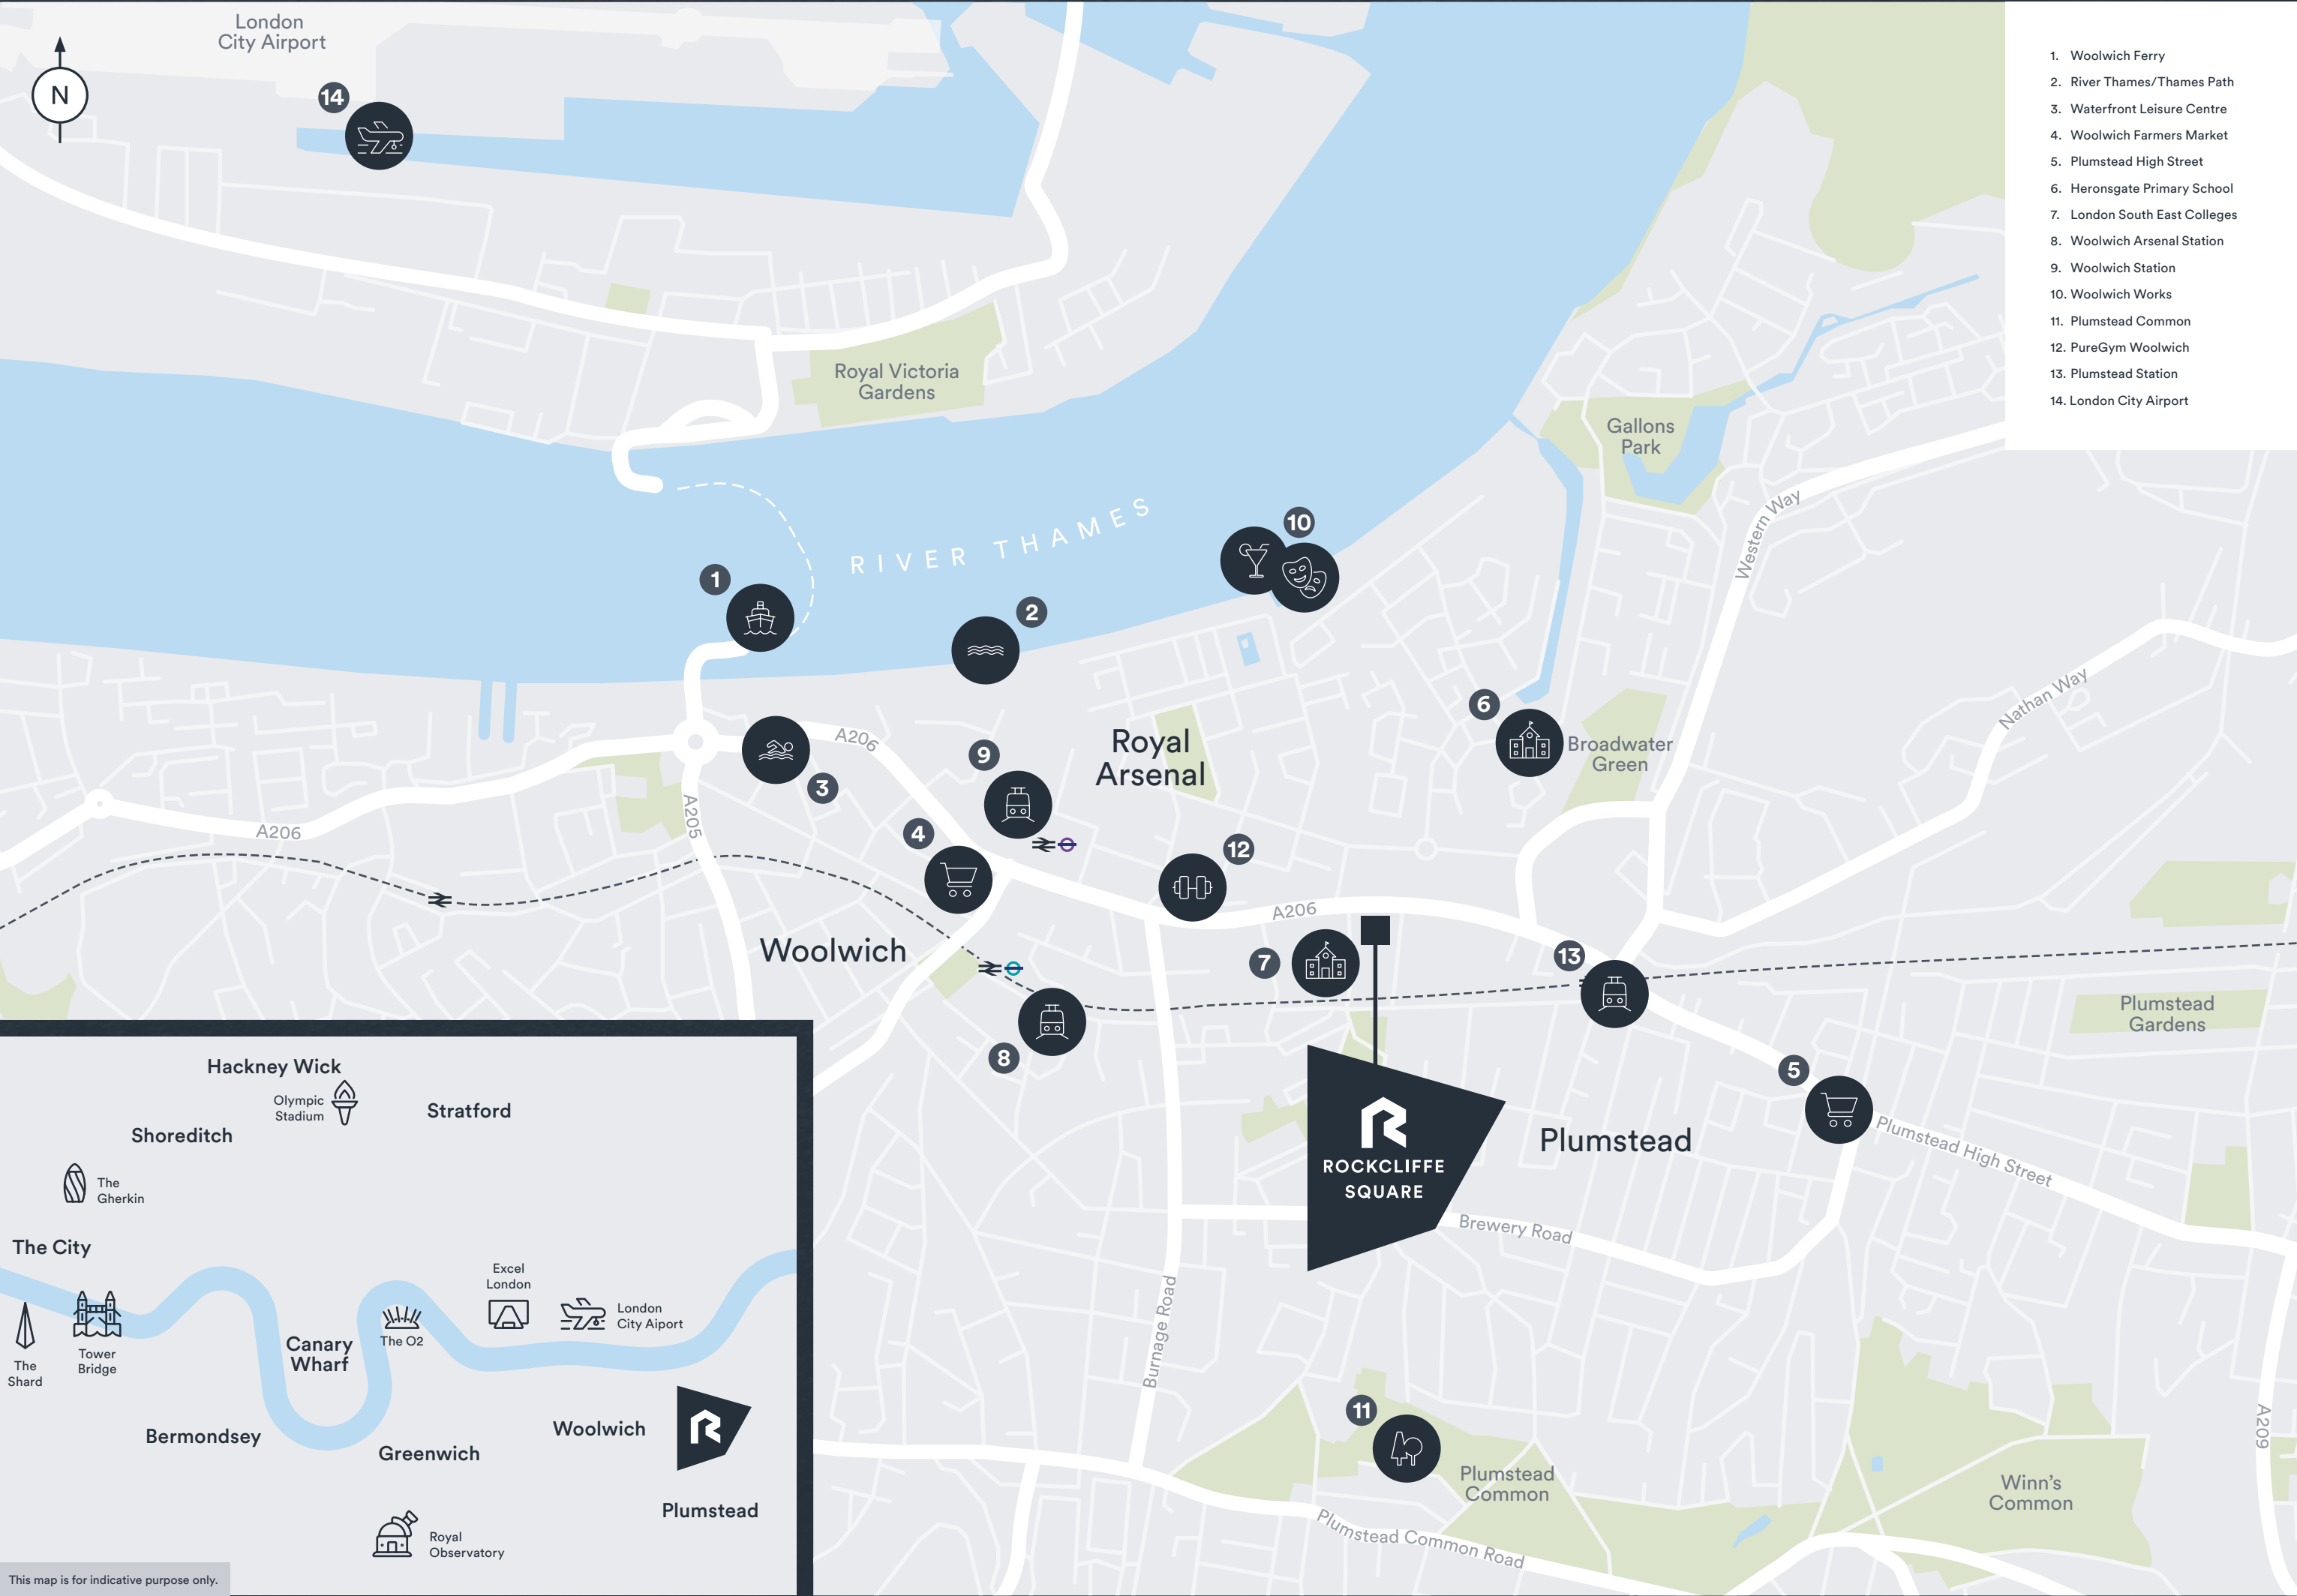 London
City Airport
N
14
1. Woolwich Ferry
2. River Thames/Thames Path
3. Waterfront Leisure Centre
4. Woolwich Farmers Market
5. Plumstead High Street
6. Heronsgate Primary School
7. London South East Colleges
8. Woolwich Arsenal Station
9. Woolwich Station
10. Woolwich Works
11. Plumstead Common
12. PureGym Woolwich
13. Plumstead Station
14. London City Airport
Royal Victoria
Gardens
Gallons
Park
Western Way
RIVER THAMES
10
1
2
6
Nathan Way
Broadwater
Green
Royal
Arsenal
A206
9
3
A205
A206
4
12
A206
Woolwich
7
13
8
Plumstead
Gardens
5
ROCKCLIFFE
SQUARE
Plumstead
Plumstead High Street
Brewery Road
Burnage Road
11
Plumstead
Common
Plumstead Common Road
Winn's
Common
A209
Hackney Wick
Olympic
Stadium
Stratford
Shoreditch
The
Gherkin
The City
Excel
London
London
City Aiport
The O2
Canary
Wharf
Tower
Bridge
The
Shard
Bermondsey
Greenwich
Woolwich
Plumstead
Royal
Observatory
This map is for indicative purpose only.